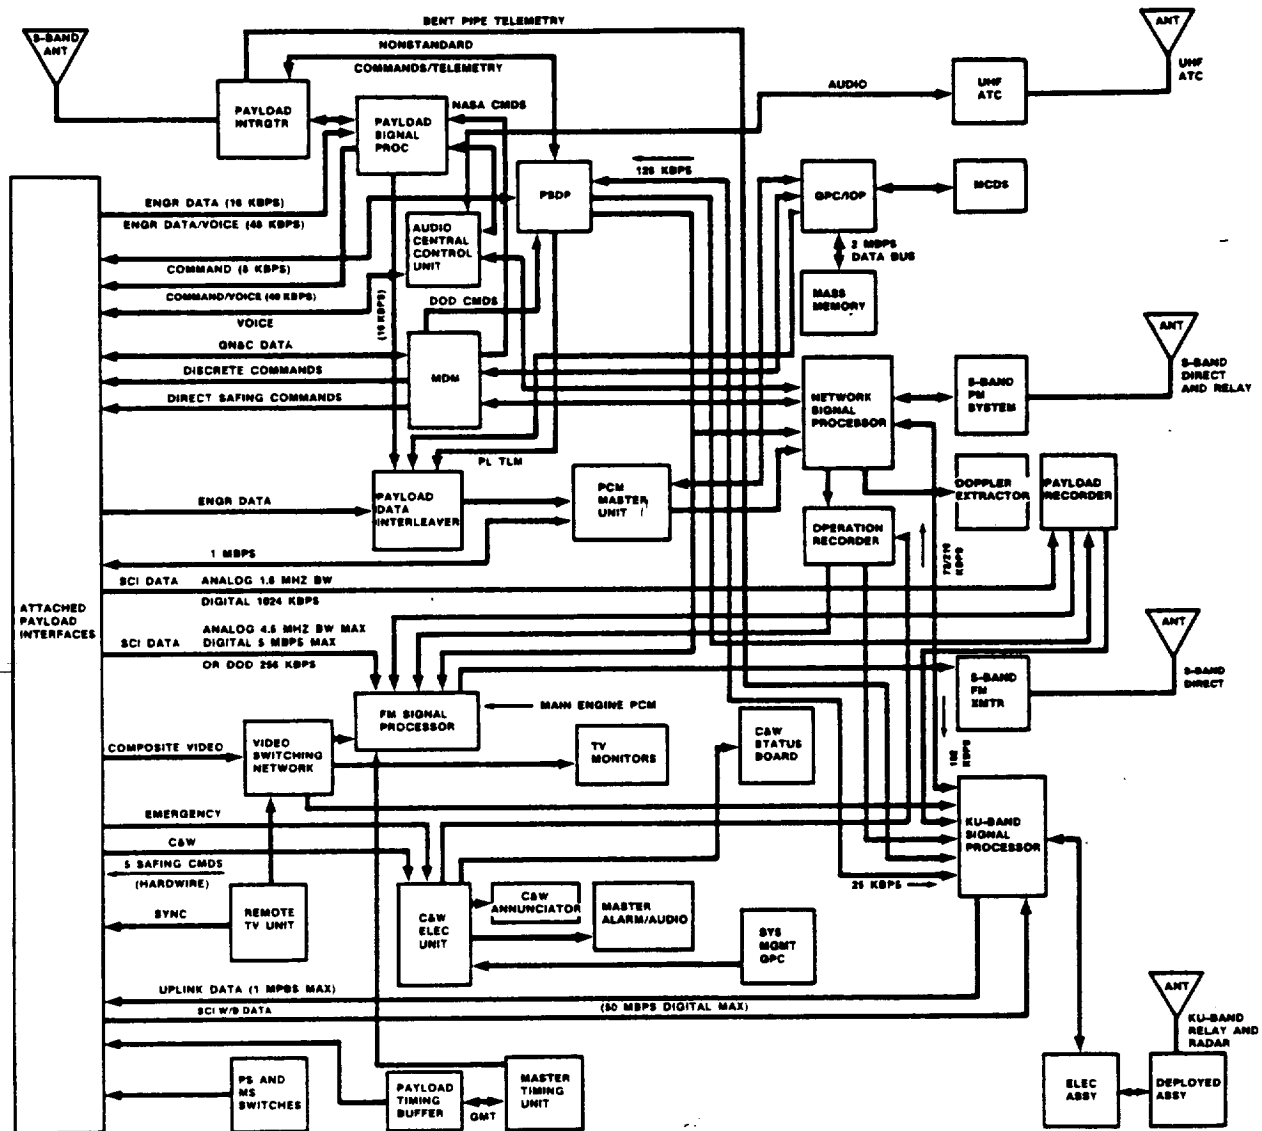 BENT PIPE TELEMETRY
S-BAND
ANT
NONSTANDARD
COMMANDS/TELEMETRY
ANT
UHF
ATC
AUDIO
UHF
ATC
PAYLOAD
INTRGTR
PAYLOAD
SIGNAL
PROC
NASA CMDS
128 KBPS
PSDP
GPC/IOP
MCDS
ENGR DATA (16 KBPS)
ENGR DATA/VOICE (48 KBPS)
AUDIO
CENTRAL
CONTROL
UNIT
2 MBPS
DATA BUS
COMMAND (8 KBPS)
MASS
MEMORY
COMMAND/VOICE (40 KBPS)
VOICE
(16 KBPS)
DOD CMDS
ANT
S-BAND
DIRECT
AND RELAY
GN&C DATA
DISCRETE COMMANDS
DIRECT SAFING COMMANDS
MDM
NETWORK
SIGNAL
PROCESSOR
S-BAND
PM
SYSTEM
PL TLM
ENGR DATA
PAYLOAD
DATA
INTERLEAVER
PCM
MASTER
UNIT
DOPPLER
EXTRACTOR
PAYLOAD
RECORDER
OPERATION
RECORDER
72/216
KBPS
1 MBPS
SCI DATA ANALOG 1.6 MHZ BW
DIGITAL 1024 KBPS
ATTACHED
PAYLOAD
INTERFACES
ANALOG 4.5 MHZ BW MAX
SCI DATA DIGITAL 5 MBPS MAX
OR DOD 256 KBPS
ANT
S-BAND
DIRECT
S-BAND
FM
XMTR
FM SIGNAL
PROCESSOR
MAIN ENGINE PCM
COMPOSITE VIDEO
VIDEO
SWITCHING
NETWORK
TV
MONITORS
C&W
STATUS
BOARD
192
KBPS
EMERGENCY
C&W
5 SAFING CMDS
(HARDWIRE)
KU-BAND
SIGNAL
PROCESSOR
25 KBPS
SYNC
REMOTE
TV UNIT
C&W
ELEC
UNIT
C&W
ANNUNCIATOR
MASTER
ALARM/AUDIO
SYS
MGMT
GPC
UPLINK DATA (1 MPBS MAX)
SCI W/B DATA
(50 MBPS DIGITAL MAX)
ANT
KU-BAND
RELAY AND
RADAR
PS AND
MS
SWITCHES
PAYLOAD
TIMING
BUFFER
GMT
MASTER
TIMING
UNIT
ELEC
ASSY
DEPLOYED
ASSY